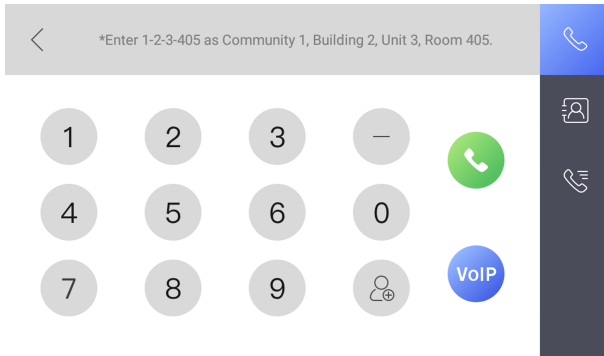 *Enter 1-2-3-405 as Community 1, Building 2, Unit 3, Room 405.
1 2 3 —
4 5 6 0
7 8 9
VoIP